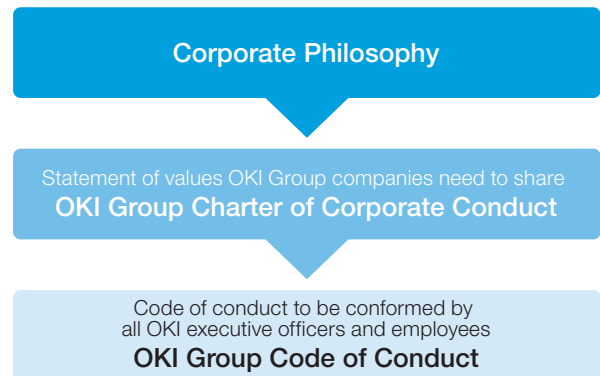 Corporate Philosophy
Statement of values OKI Group companies need to share
OKI Group Charter of Corporate Conduct
Code of conduct to be conformed by
all OKI executive officers and employees
OKI Group Code of Conduct